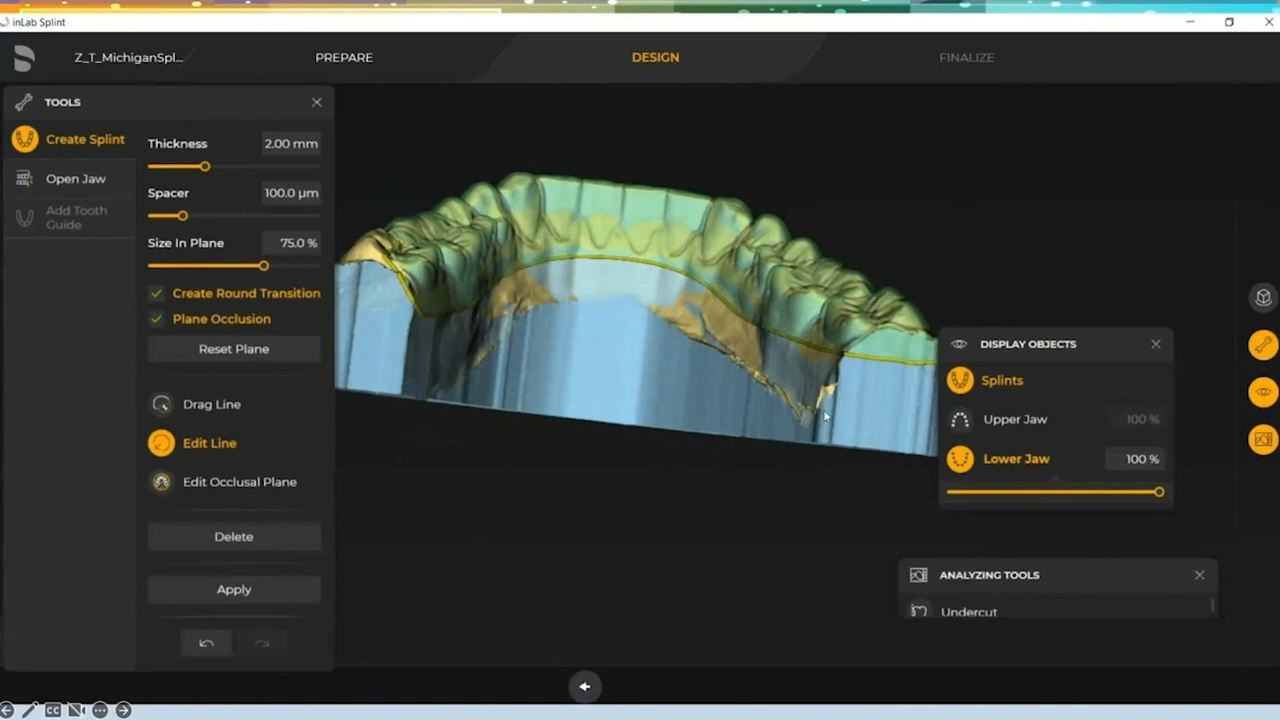 inLab Splint
Z_T_MichiganSpl...
PREPARE
DESIGN
FINALIZE
TOOLS
Create Splint
Open Jaw
Add Tooth
Guide
Thickness 2.00 mm
Spacer 100.0 µm
Size In Plane 75.0 %
Create Round Transition
Plane Occlusion
Reset Plane
Drag Line
Edit Line
Edit Occlusal Plane
Delete
Apply
DISPLAY OBJECTS
Splints
Upper Jaw 100 %
Lower Jaw 100 %
ANALYZING TOOLS
Undercut
CC